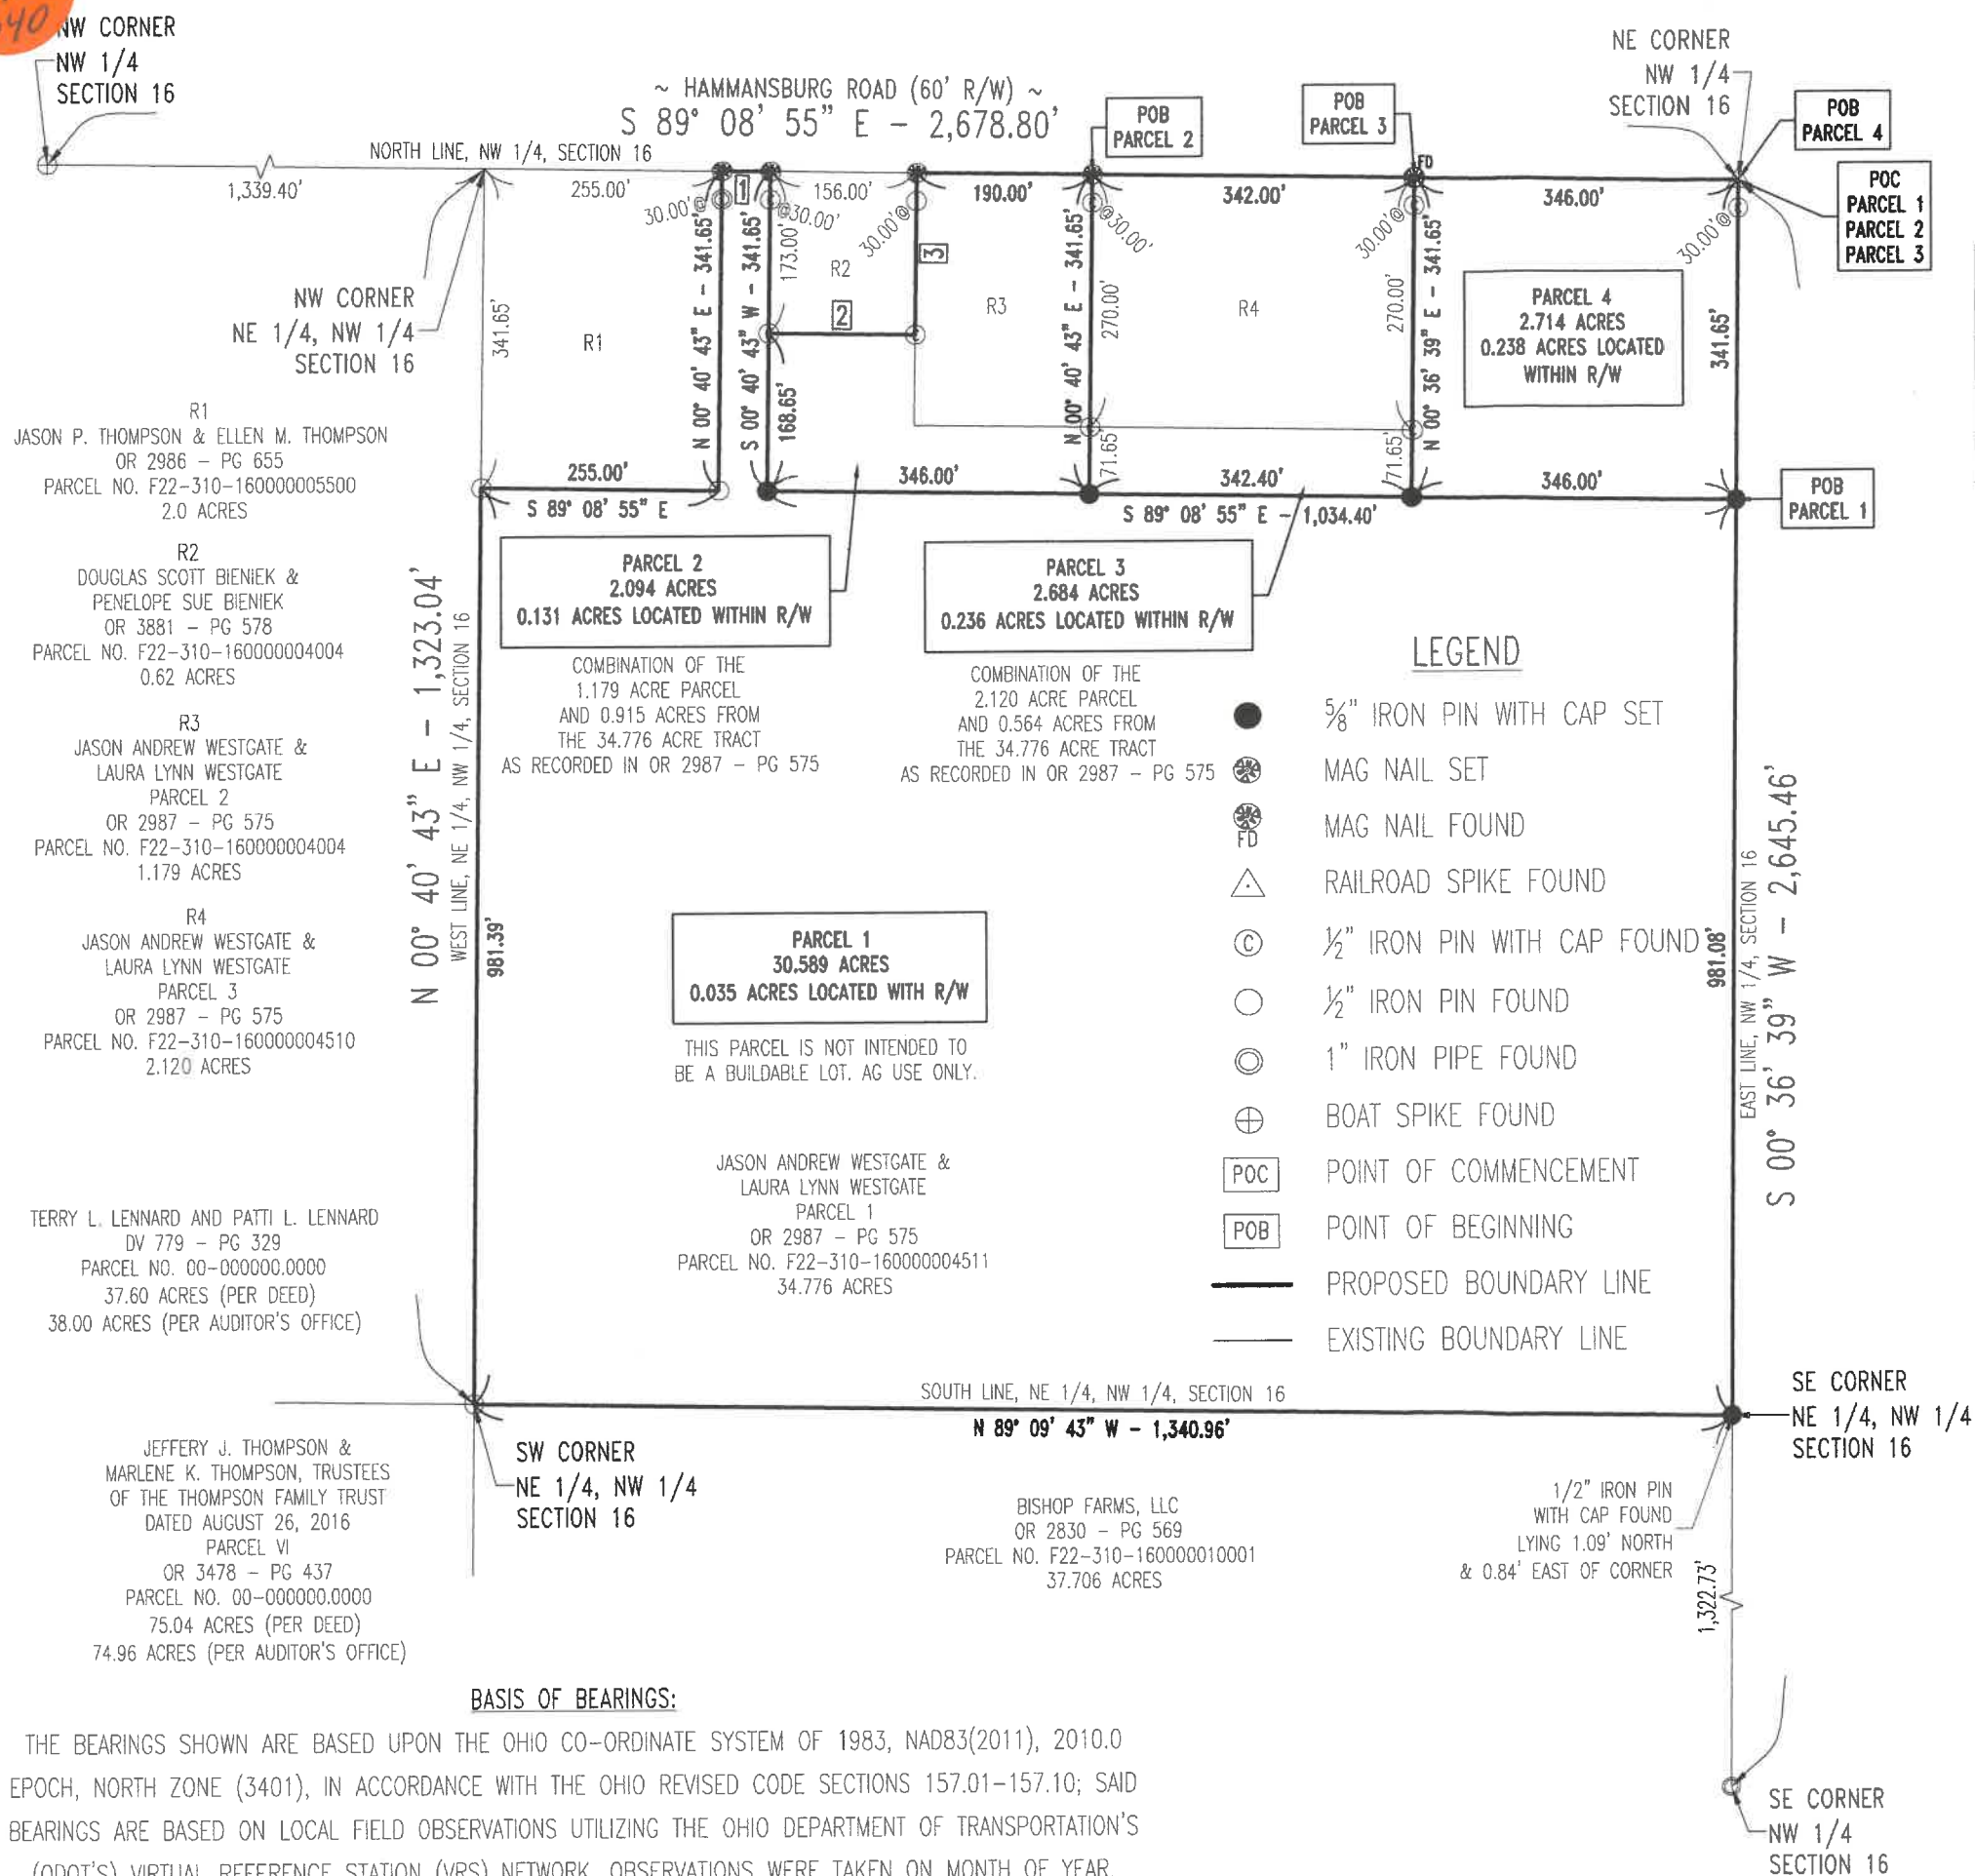 40
NW CORNER
NW 1/4
SECTION 16
~ HAMMANSBURG ROAD (60' R/W) ~
S 89° 08' 55" E - 2,678.80'
NORTH LINE, NW 1/4, SECTION 16
POB
PARCEL 2
POB
PARCEL 3
NE CORNER
NW 1/4
SECTION 16
POB
PARCEL 4
POC
PARCEL 1
PARCEL 2
PARCEL 3
1,339.40'
255.00'
1
156.00'
190.00'
342.00'
FD
346.00'
30.00'@
@30.00'
30.00'@
@30.00'
30.00'@
30.00'@
NW CORNER
NE 1/4, NW 1/4
SECTION 16
341.65'
R1
N 00° 40' 43" E - 341.65'
S 00° 40' 43" W - 341.65'
173.00'
168.65'
R2
2
3
R3
N 00° 40' 43" E - 341.65'
270.00'
71.65'
R4
270.00'
71.65'
N 00° 36' 39" E - 341.65'
PARCEL 4
2.714 ACRES
0.238 ACRES LOCATED
WITHIN R/W
341.65'
255.00'
S 89° 08' 55" E
346.00'
342.40'
346.00'
S 89° 08' 55" E - 1,034.40'
POB
PARCEL 1
R1
JASON P. THOMPSON & ELLEN M. THOMPSON
OR 2986 - PG 655
PARCEL NO. F22-310-160000005500
2.0 ACRES
R2
DOUGLAS SCOTT BIENIEK &
PENELOPE SUE BIENIEK
OR 3881 - PG 578
PARCEL NO. F22-310-160000004004
0.62 ACRES
R3
JASON ANDREW WESTGATE &
LAURA LYNN WESTGATE
PARCEL 2
OR 2987 - PG 575
PARCEL NO. F22-310-160000004004
1.179 ACRES
R4
JASON ANDREW WESTGATE &
LAURA LYNN WESTGATE
PARCEL 3
OR 2987 - PG 575
PARCEL NO. F22-310-160000004510
2.120 ACRES
N 00° 40' 43" E - 1,323.04'
WEST LINE, NE 1/4, NW 1/4, SECTION 16
981.39'
PARCEL 2
2.094 ACRES
0.131 ACRES LOCATED WITHIN R/W
COMBINATION OF THE
1.179 ACRE PARCEL
AND 0.915 ACRES FROM
THE 34.776 ACRE TRACT
AS RECORDED IN OR 2987 - PG 575
PARCEL 3
2.684 ACRES
0.236 ACRES LOCATED WITHIN R/W
COMBINATION OF THE
2.120 ACRE PARCEL
AND 0.564 ACRES FROM
THE 34.776 ACRE TRACT
AS RECORDED IN OR 2987 - PG 575
LEGEND
5/8" IRON PIN WITH CAP SET
MAG NAIL SET
FD
MAG NAIL FOUND
RAILROAD SPIKE FOUND
C
1/2" IRON PIN WITH CAP FOUND
1/2" IRON PIN FOUND
1" IRON PIPE FOUND
BOAT SPIKE FOUND
POC
POINT OF COMMENCEMENT
POB
POINT OF BEGINNING
PROPOSED BOUNDARY LINE
EXISTING BOUNDARY LINE
981.08'
EAST LINE, NW 1/4, SECTION 16
S 00° 36' 39" W - 2,645.46'
PARCEL 1
30.589 ACRES
0.035 ACRES LOCATED WITH R/W
THIS PARCEL IS NOT INTENDED TO
BE A BUILDABLE LOT. AG USE ONLY.
JASON ANDREW WESTGATE &
LAURA LYNN WESTGATE
PARCEL 1
OR 2987 - PG 575
PARCEL NO. F22-310-160000004511
34.776 ACRES
TERRY L. LENNARD AND PATTI L. LENNARD
DV 779 - PG 329
PARCEL NO. 00-000000.0000
37.60 ACRES (PER DEED)
38.00 ACRES (PER AUDITOR'S OFFICE)
SOUTH LINE, NE 1/4, NW 1/4, SECTION 16
N 89° 09' 43" W - 1,340.96'
SE CORNER
NE 1/4, NW 1/4
SECTION 16
SW CORNER
NE 1/4, NW 1/4
SECTION 16
JEFFERY J. THOMPSON &
MARLENE K. THOMPSON, TRUSTEES
OF THE THOMPSON FAMILY TRUST
DATED AUGUST 26, 2016
PARCEL VI
OR 3478 - PG 437
PARCEL NO. 00-000000.0000
75.04 ACRES (PER DEED)
74.96 ACRES (PER AUDITOR'S OFFICE)
BISHOP FARMS, LLC
OR 2830 - PG 569
PARCEL NO. F22-310-160000010001
37.706 ACRES
1/2" IRON PIN
WITH CAP FOUND
LYING 1.09' NORTH
& 0.84' EAST OF CORNER
1,322.73'
SE CORNER
NW 1/4
SECTION 16
BASIS OF BEARINGS:
THE BEARINGS SHOWN ARE BASED UPON THE OHIO CO-ORDINATE SYSTEM OF 1983, NAD83(2011), 2010.0
EPOCH, NORTH ZONE (3401), IN ACCORDANCE WITH THE OHIO REVISED CODE SECTIONS 157.01-157.10; SAID
BEARINGS ARE BASED ON LOCAL FIELD OBSERVATIONS UTILIZING THE OHIO DEPARTMENT OF TRANSPORTATION'S
(ODOT'S) VIRTUAL REFERENCE STATION (VRS) NETWORK. OBSERVATIONS WERE TAKEN ON MONTH OF YEAR.